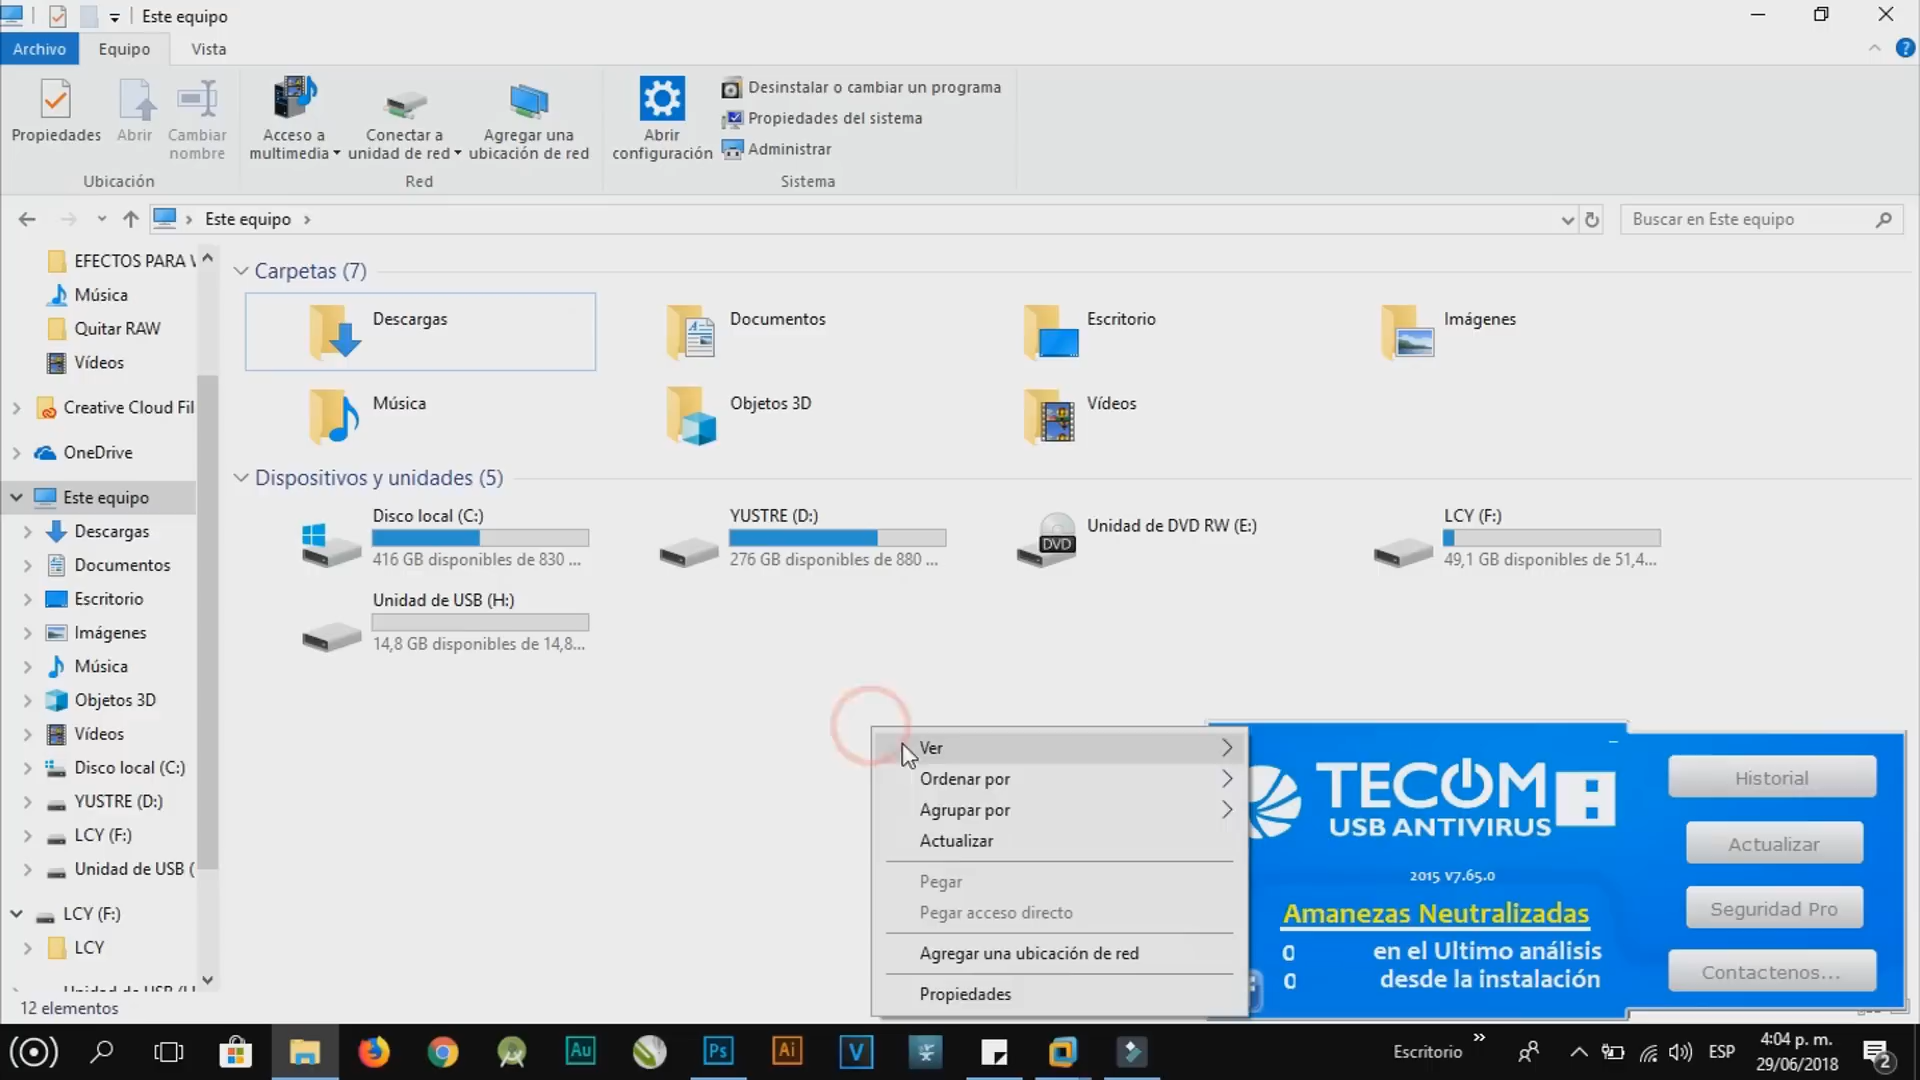 Este equipo
Archivo
Equipo
Vista
Propiedades
Abrir
Cambiar
nombre
Ubicación
Acceso a
multimedia
Conectar a
unidad de red
Agregar una
ubicación de red
Red
Abrir
configuración
Desinstalar o cambiar un programa
Propiedades del sistema
Administrar
Sistema
Este equipo
Buscar en Este equipo
EFECTOS PARA V
Música
Quitar RAW
Vídeos
Creative Cloud Fil
OneDrive
Este equipo
Descargas
Documentos
Escritorio
Imágenes
Música
Objetos 3D
Vídeos
Disco local (C:)
YUSTRE (D:)
LCY (F:)
Unidad de USB (
LCY (F:)
LCY
12 elementos
Carpetas (7)
Descargas
Documentos
Escritorio
Imágenes
Música
Objetos 3D
Vídeos
Dispositivos y unidades (5)
Disco local (C:)
416 GB disponibles de 830 ...
YUSTRE (D:)
276 GB disponibles de 880 ...
DVD
Unidad de DVD RW (E:)
LCY (F:)
49,1 GB disponibles de 51,4...
Unidad de USB (H:)
14,8 GB disponibles de 14,8...
Ver
Ordenar por
Agrupar por
Actualizar
Pegar
Pegar acceso directo
Agregar una ubicación de red
Propiedades
TECOM
USB ANTIVIRUS
2015 v7.65.0
Amanezas Neutralizadas
0 en el Ultimo análisis
0 desde la instalación
Historial
Actualizar
Seguridad Pro
Contactenos...
Au
Ps
Ai
V
Escritorio
ESP
4:04 p. m.
29/06/2018
2